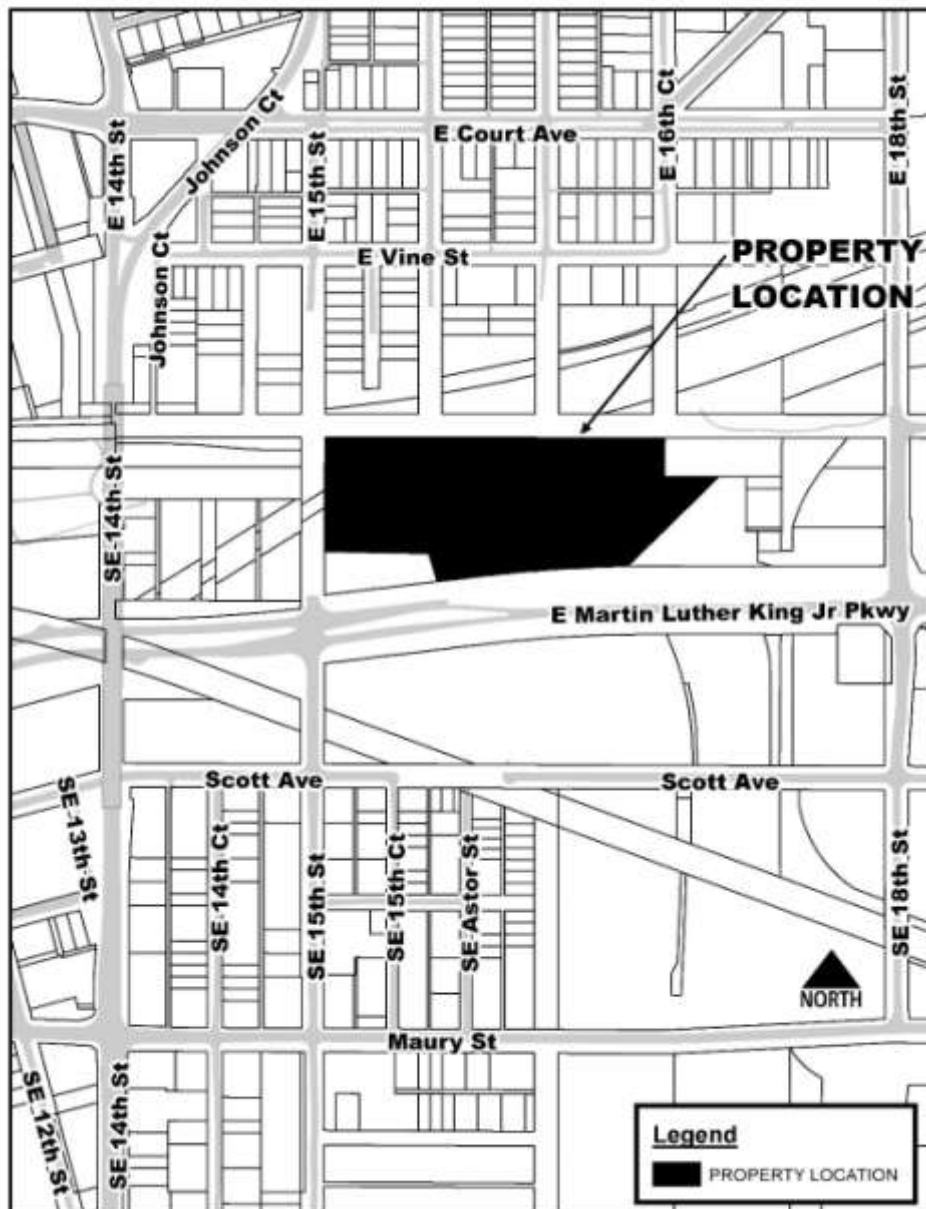 E 14th St
Johnson Ct
E 15th St
E Court Ave
E 16th Ct
E 18th St
Johnson Ct
E Vine St
PROPERTY
LOCATION
SE 14th St
E Martin Luther King Jr Pkwy
Scott Ave
Scott Ave
SE 13th St
SE 14th Ct
SE 15th St
SE 15th Ct
SE Astor St
SE 18th St
NORTH
Maury St
SE 12th St
SE 14th St
Legend
PROPERTY LOCATION